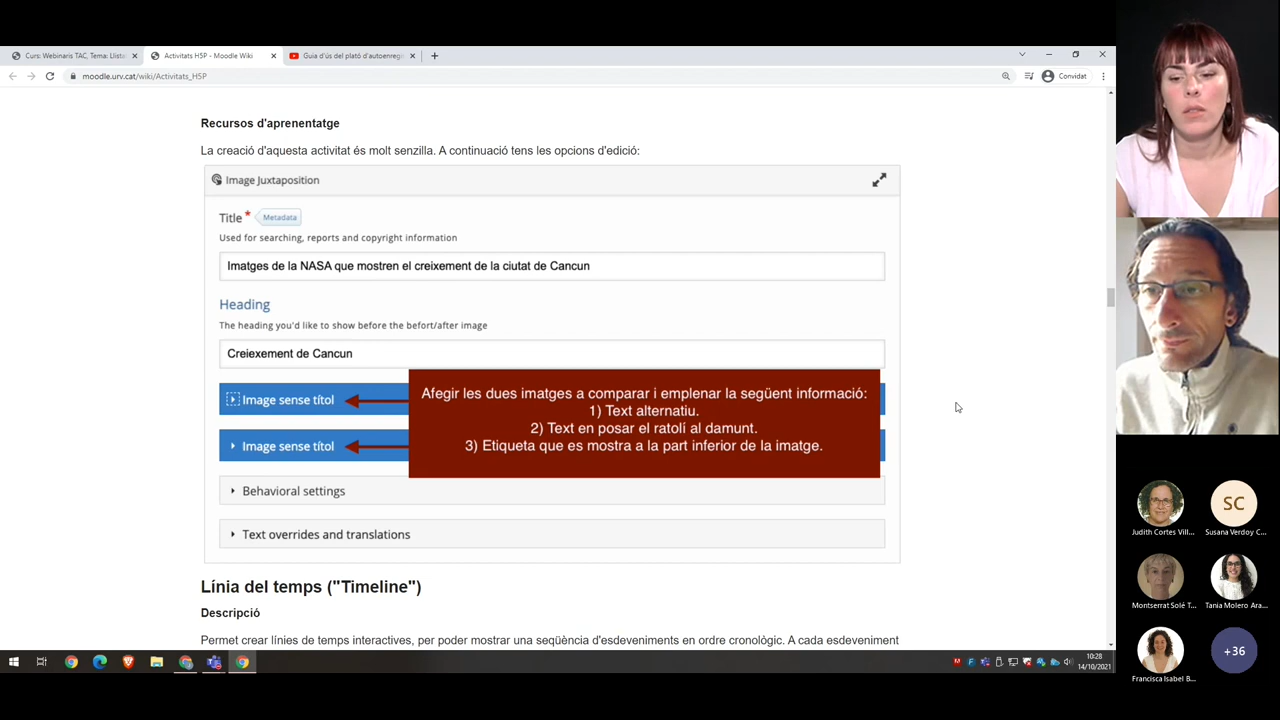 Curs: Webinaris TAC, Tema: Lliste
Activitats H5P - Moodle Wiki
Guia d'ús del plató d'autoenreg
moodle.urv.cat/wiki/Activitats_H5P
Convidat
Recursos d'aprenentatge
La creació d'aquesta activitat és molt senzilla. A continuació tens les opcions d'edició:
Image Juxtaposition
Title * Metadata
Used for searching, reports and copyright information
Imatges de la NASA que mostren el creixement de la ciutat de Cancun
Heading
The heading you'd like to show before the befort/after image
Creiexement de Cancun
Image sense títol
Image sense títol
Afegir les dues imatges a comparar i emplenar la següent informació:
1) Text alternatiu.
2) Text en posar el ratolí al damunt.
3) Etiqueta que es mostra a la part inferior de la imatge.
Behavioral settings
Text overrides and translations
Línia del temps ("Timeline")
Descripció
Permet crear línies de temps interactives, per poder mostrar una seqüència d'esdeveniments en ordre cronològic. A cada esdeveniment
10:28
14/10/2021
SC
Judith Cortes Vill...
Susana Verdoy C...
Montserrat Solé T...
Tania Molero Ara...
+36
Francisca Isabel B...